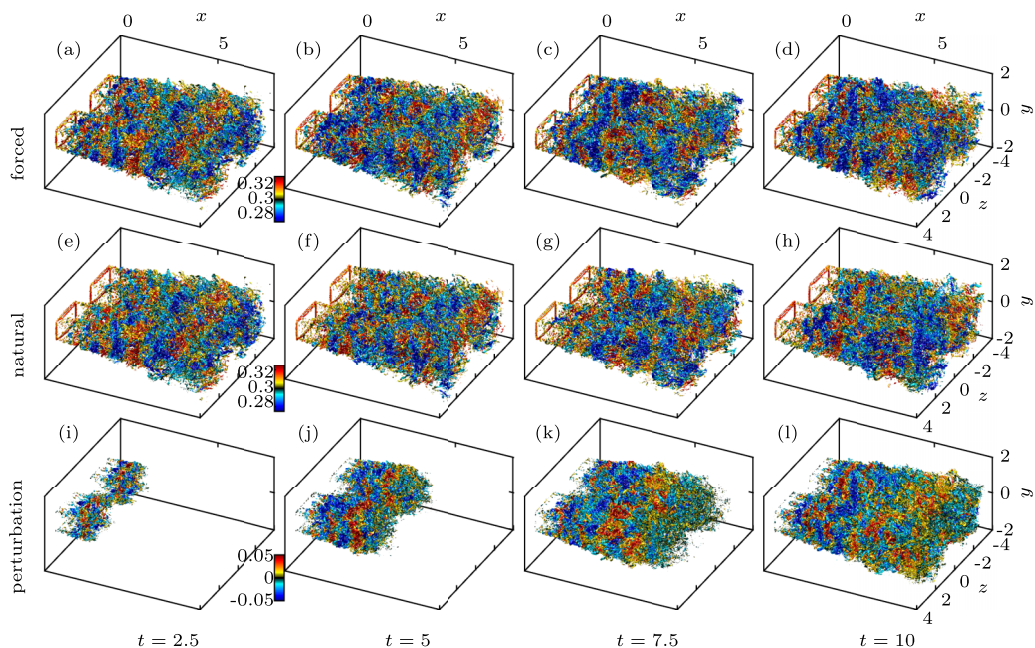 0 x 5
5
5
5
(a) (b) (c) (d)
2
0
-2
y
-4
-2
0
2
4
z
forced
0.32
0.3
0.28
(e) (f) (g) (h)
2
0
-2
y
-4
-2
0
2
4
z
natural
0.32
0.3
0.28
(i) (j) (k) (l)
2
0
-2
y
-4
-2
0
2
4
z
perturbation
0.05
0
-0.05
t = 2.5 t = 5 t = 7.5 t = 10
0 x
0 x
0 x